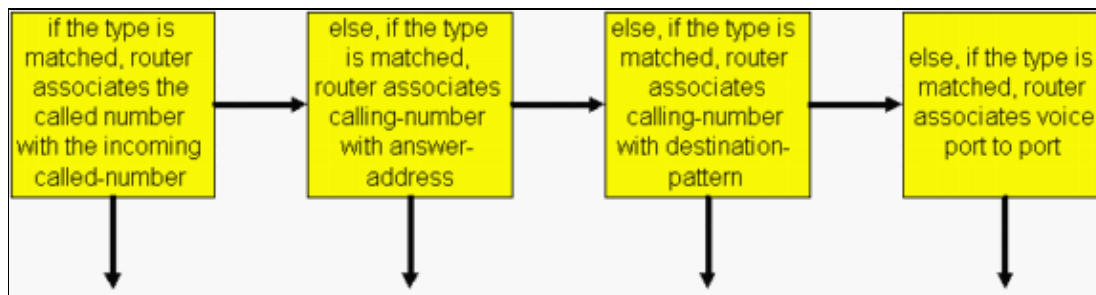 if the type is
matched, router
associates the
called number
with the incoming
called-number
else, if the type
is matched,
router associates
calling-number
with answer-
address
else, if the type is
matched, router
associates
calling-number
with destination-
pattern
else, if the type is
matched, router
associates voice
port to port